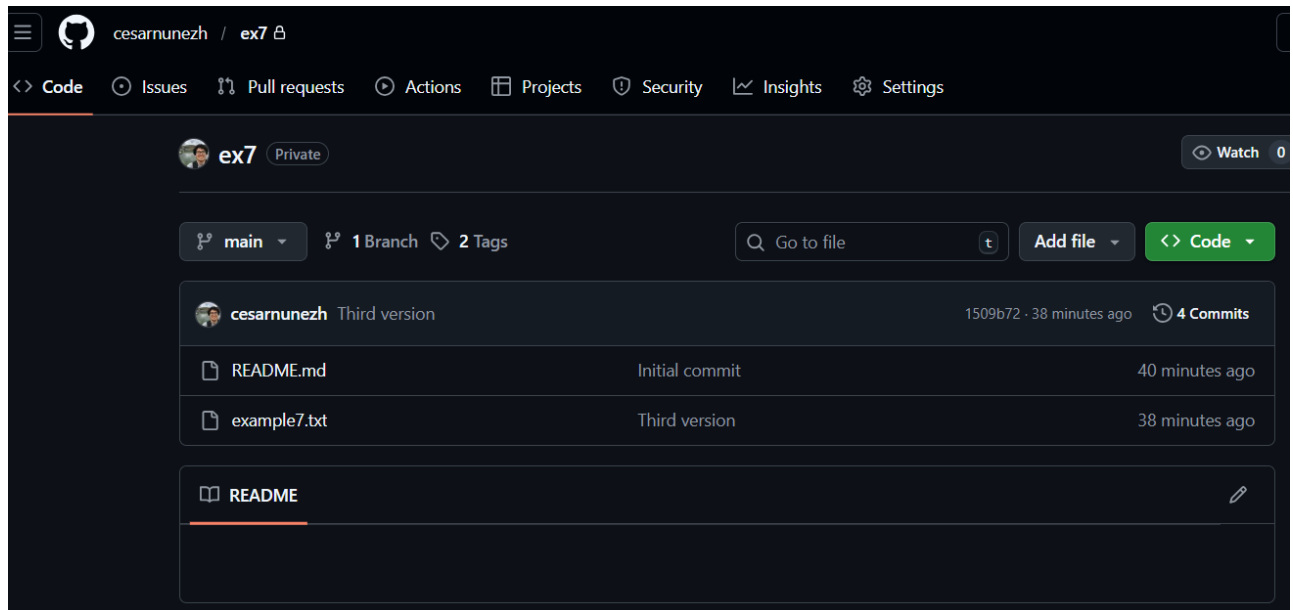 cesarnunezh / ex7
Code Issues Pull requests Actions Projects Security Insights Settings
ex7 Private Watch 0
main 1 Branch 2 Tags Go to file t Add file Code
cesarnunezh Third version 1509b72 · 38 minutes ago 4 Commits
README.md Initial commit 40 minutes ago
example7.txt Third version 38 minutes ago
README